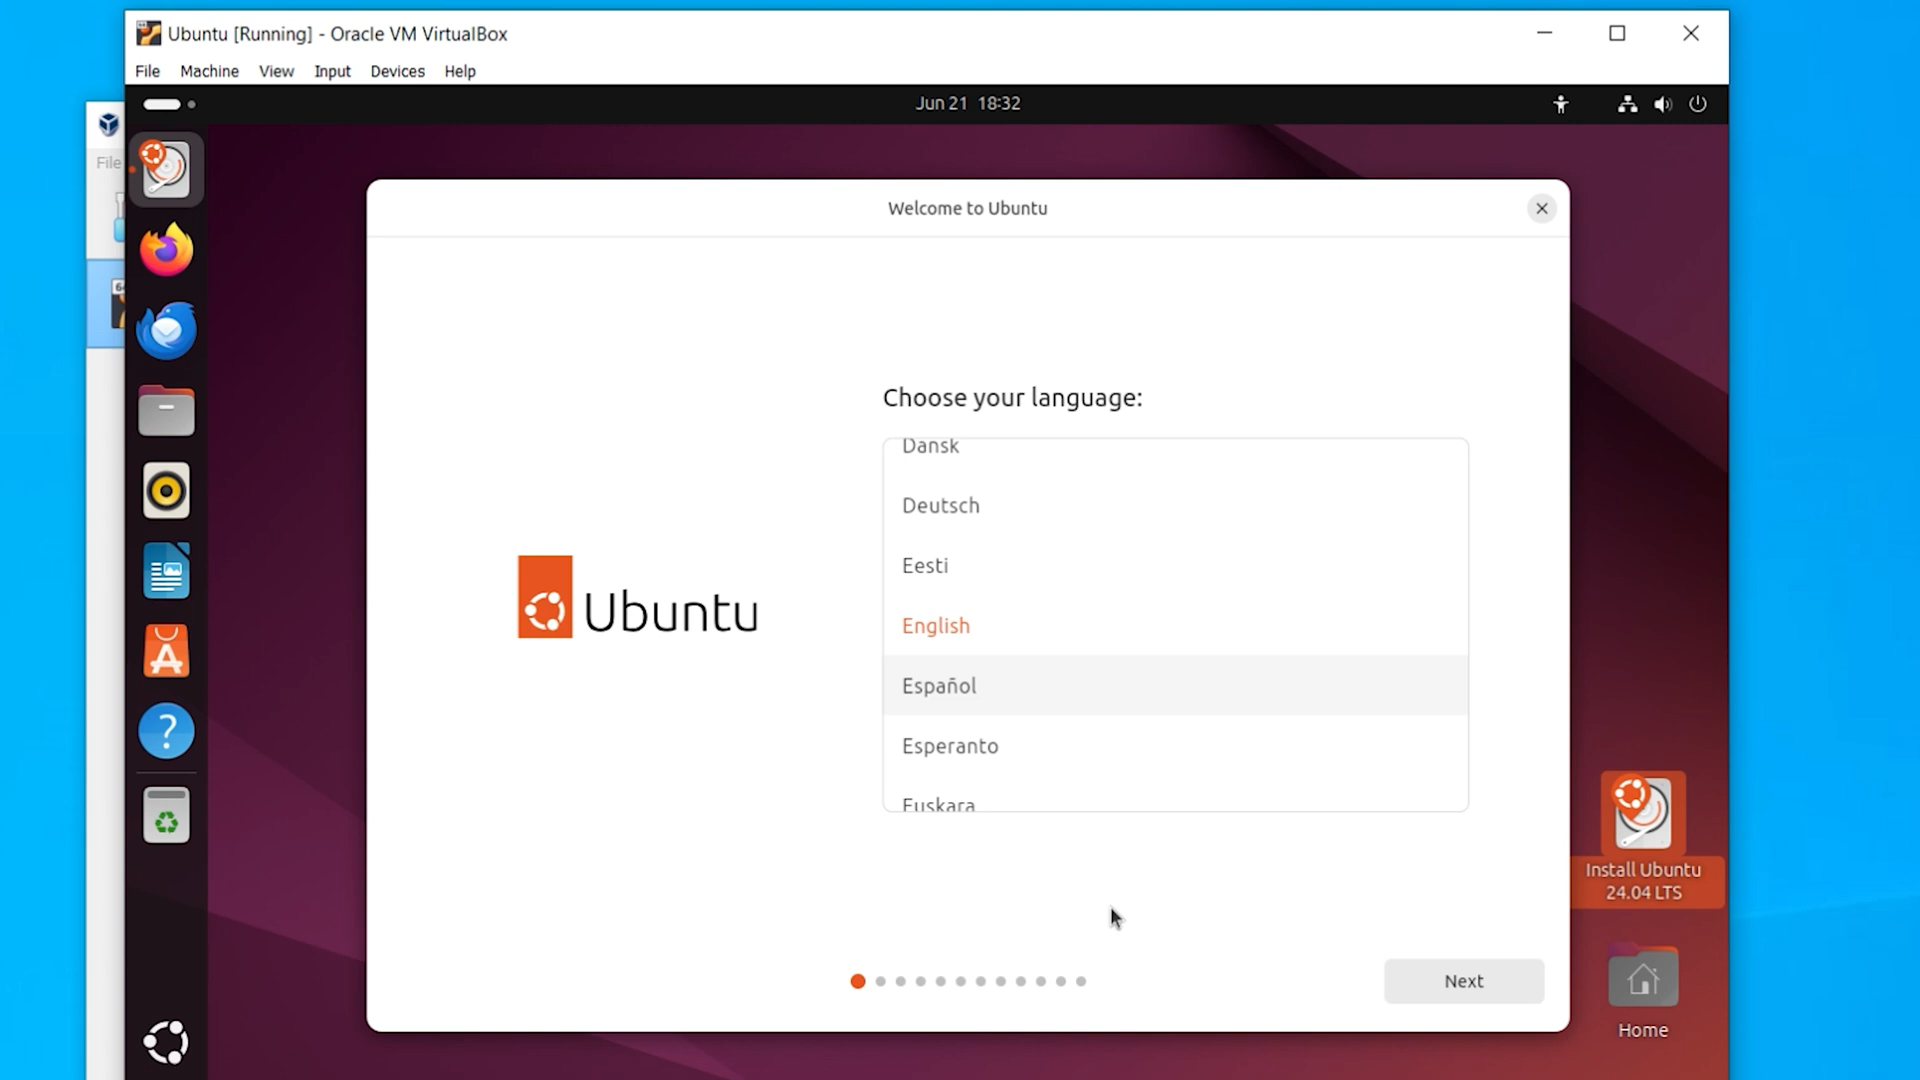 Ubuntu [Running] - Oracle VM VirtualBox
File Machine View Input Devices Help
Jun 21 18:32
File
Welcome to Ubuntu
Choose your language:
Dansk
Deutsch
Eesti
English
Español
Esperanto
Euskara
Ubuntu
Install Ubuntu
24.04 LTS
Next
Home